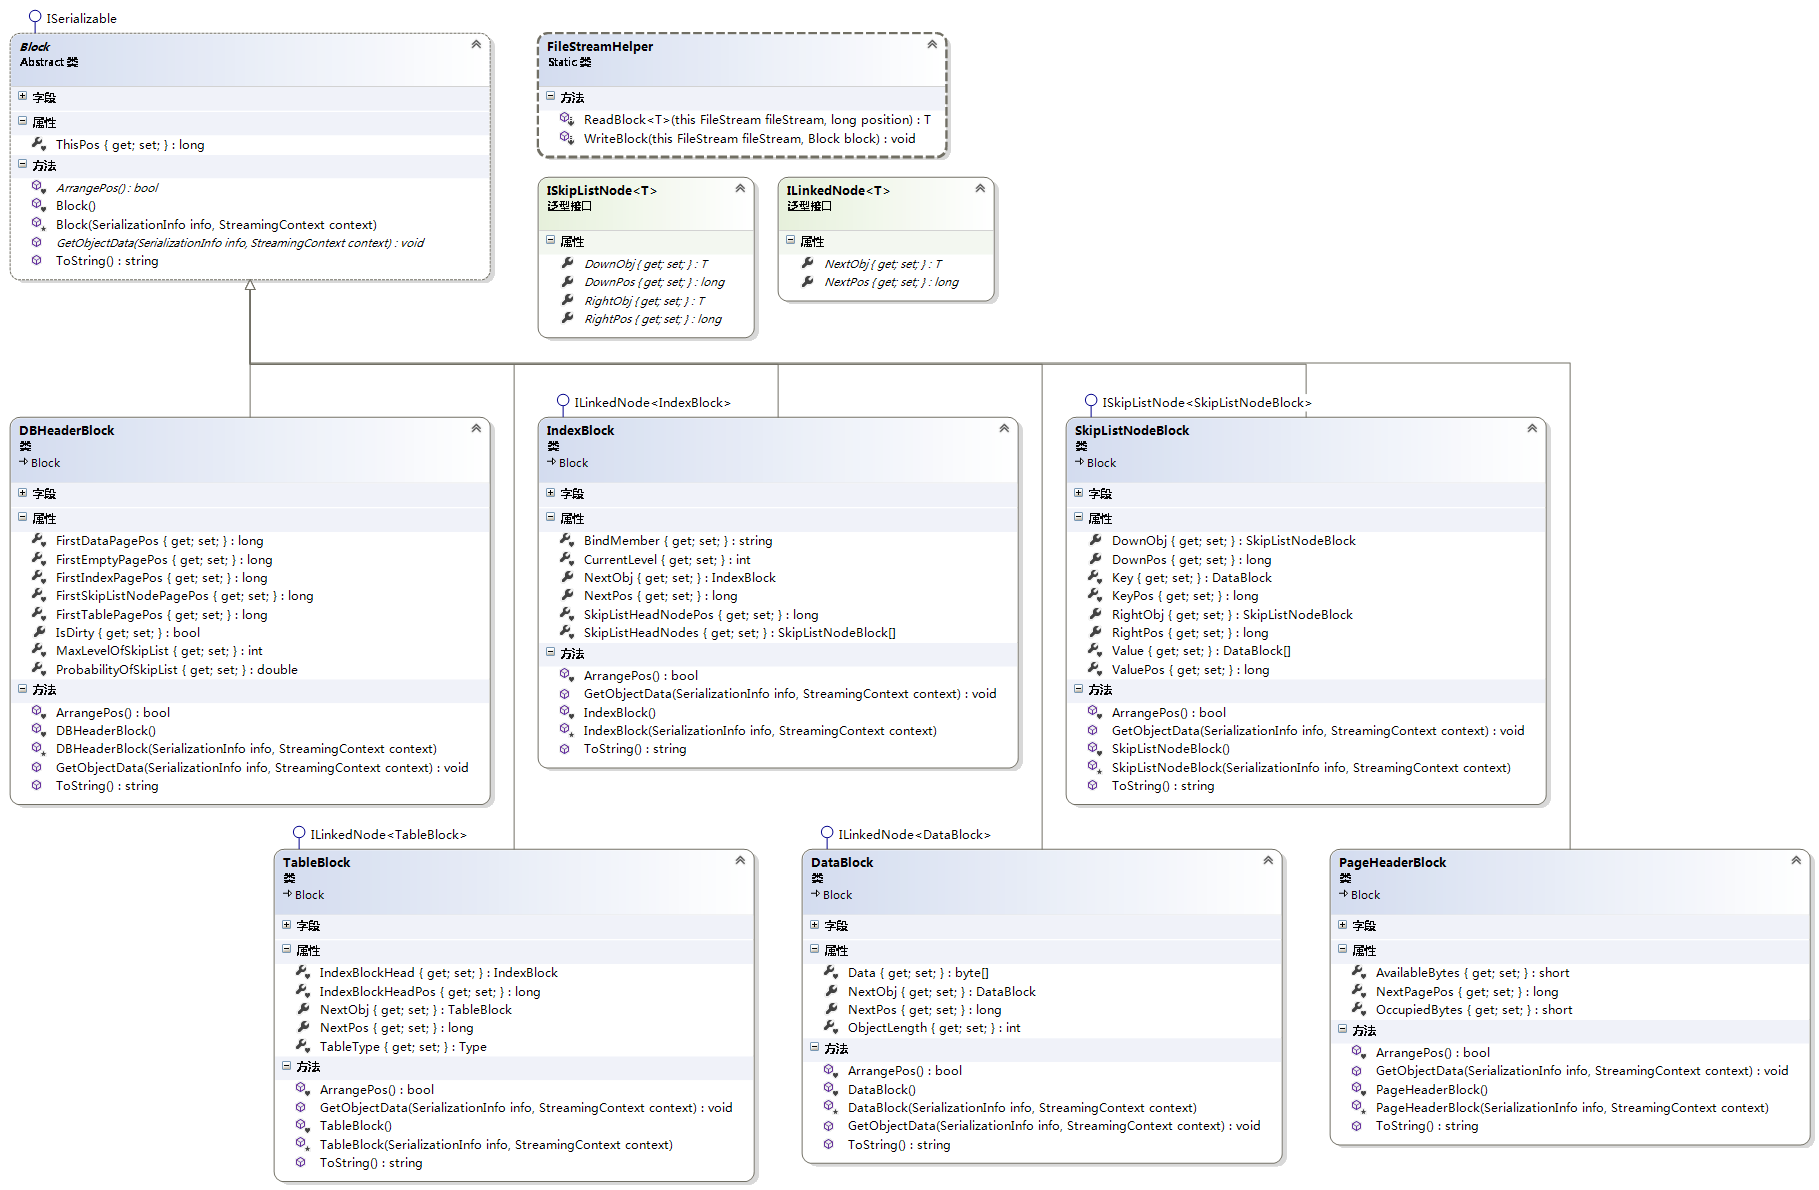 ISerializable
Block
Abstract 类
字段
属性
ThisPos { get; set; } : long
方法
ArrangePos() : bool
Block()
Block(SerializationInfo info, StreamingContext context)
GetObjectData(SerializationInfo info, StreamingContext context) : void
ToString() : string
FileStreamHelper
Static 类
方法
ReadBlock<T>(this FileStream fileStream, long position) : T
WriteBlock(this FileStream fileStream, Block block) : void
ISkipListNode<T>
泛型接口
属性
DownObj { get; set; } : T
DownPos { get; set; } : long
RightObj { get; set; } : T
RightPos { get; set; } : long
ILinkedNode<T>
泛型接口
属性
NextObj { get; set; } : T
NextPos { get; set; } : long
DBHeaderBlock
类
Block
字段
属性
FirstDataPagePos { get; set; } : long
FirstEmptyPagePos { get; set; } : long
FirstIndexPagePos { get; set; } : long
FirstSkipListNodePagePos { get; set; } : long
FirstTablePagePos { get; set; } : long
IsDirty { get; set; } : bool
MaxLevelOfSkipList { get; set; } : int
ProbabilityOfSkipList { get; set; } : double
方法
ArrangePos() : bool
DBHeaderBlock()
DBHeaderBlock(SerializationInfo info, StreamingContext context)
GetObjectData(SerializationInfo info, StreamingContext context) : void
ToString() : string
ILinkedNode<IndexBlock>
IndexBlock
类
Block
字段
属性
BindMember { get; set; } : string
CurrentLevel { get; set; } : int
NextObj { get; set; } : IndexBlock
NextPos { get; set; } : long
SkipListHeadNodePos { get; set; } : long
SkipListHeadNodes { get; set; } : SkipListNodeBlock[]
方法
ArrangePos() : bool
GetObjectData(SerializationInfo info, StreamingContext context) : void
IndexBlock()
IndexBlock(SerializationInfo info, StreamingContext context)
ToString() : string
ISkipListNode<SkipListNodeBlock>
SkipListNodeBlock
类
Block
字段
属性
DownObj { get; set; } : SkipListNodeBlock
DownPos { get; set; } : long
Key { get; set; } : DataBlock
KeyPos { get; set; } : long
RightObj { get; set; } : SkipListNodeBlock
RightPos { get; set; } : long
Value { get; set; } : DataBlock[]
ValuePos { get; set; } : long
方法
ArrangePos() : bool
GetObjectData(SerializationInfo info, StreamingContext context) : void
SkipListNodeBlock()
SkipListNodeBlock(SerializationInfo info, StreamingContext context)
ToString() : string
ILinkedNode<TableBlock>
TableBlock
类
Block
字段
属性
IndexBlockHead { get; set; } : IndexBlock
IndexBlockHeadPos { get; set; } : long
NextObj { get; set; } : TableBlock
NextPos { get; set; } : long
TableType { get; set; } : Type
方法
ArrangePos() : bool
GetObjectData(SerializationInfo info, StreamingContext context) : void
TableBlock()
TableBlock(SerializationInfo info, StreamingContext context)
ToString() : string
ILinkedNode<DataBlock>
DataBlock
类
Block
字段
属性
Data { get; set; } : byte[]
NextObj { get; set; } : DataBlock
NextPos { get; set; } : long
ObjectLength { get; set; } : int
方法
ArrangePos() : bool
DataBlock()
DataBlock(SerializationInfo info, StreamingContext context)
GetObjectData(SerializationInfo info, StreamingContext context) : void
ToString() : string
PageHeaderBlock
类
Block
字段
属性
AvailableBytes { get; set; } : short
NextPagePos { get; set; } : long
OccupiedBytes { get; set; } : short
方法
ArrangePos() : bool
GetObjectData(SerializationInfo info, StreamingContext context) : void
PageHeaderBlock()
PageHeaderBlock(SerializationInfo info, StreamingContext context)
ToString() : string